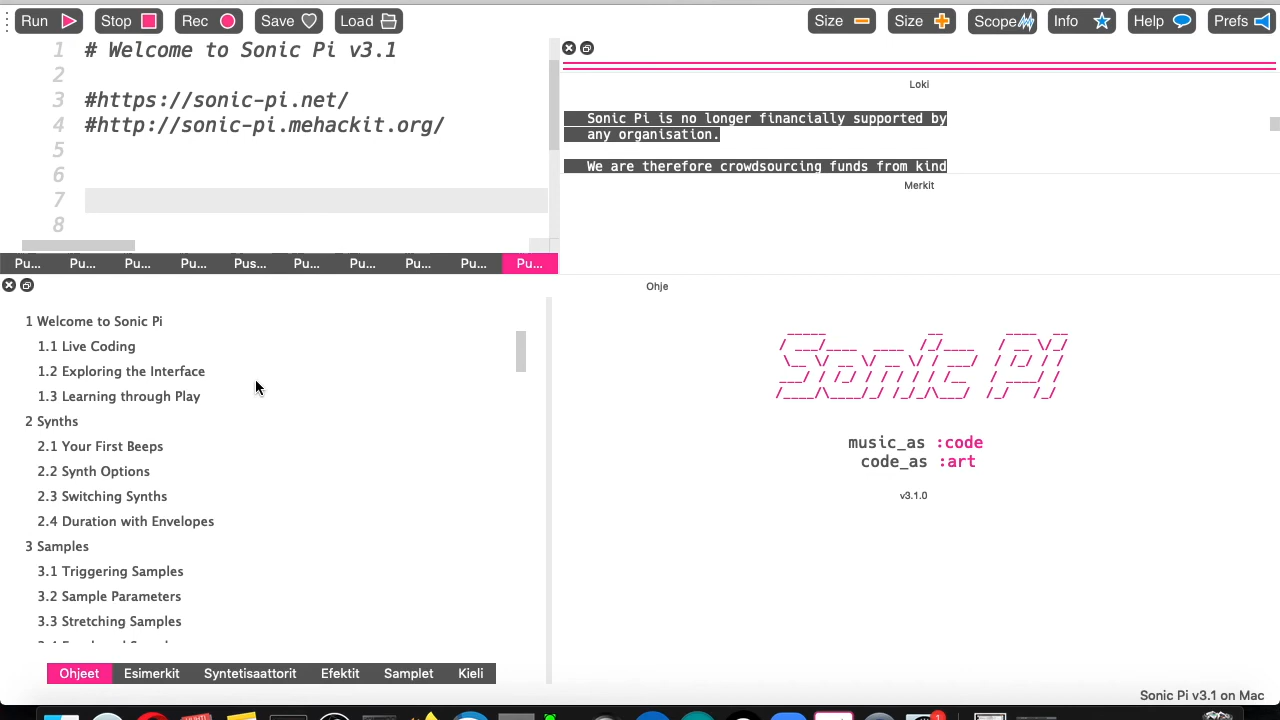 Run Stop Rec Save Load Size Size Scope Info Help Prefs
1 # Welcome to Sonic Pi v3.1
2
3 #https://sonic-pi.net/
4 #http://sonic-pi.mehackit.org/
5
6
7
8
Pu... Pu... Pu... Pu... Pus... Pu... Pu... Pu... Pu... Pu...
Loki
Sonic Pi is no longer financially supported by
any organisation.
We are therefore crowdsourcing funds from kind
Merkit
1 Welcome to Sonic Pi
1.1 Live Coding
1.2 Exploring the Interface
1.3 Learning through Play
2 Synths
2.1 Your First Beeps
2.2 Synth Options
2.3 Switching Synths
2.4 Duration with Envelopes
3 Samples
3.1 Triggering Samples
3.2 Sample Parameters
3.3 Stretching Samples
Ohjeet Esimerkit Syntetisaattorit Efektit Samplet Kieli
Ohje
Sonic Pi
music_as :code
code_as :art
v3.1.0
Sonic Pi v3.1 on Mac